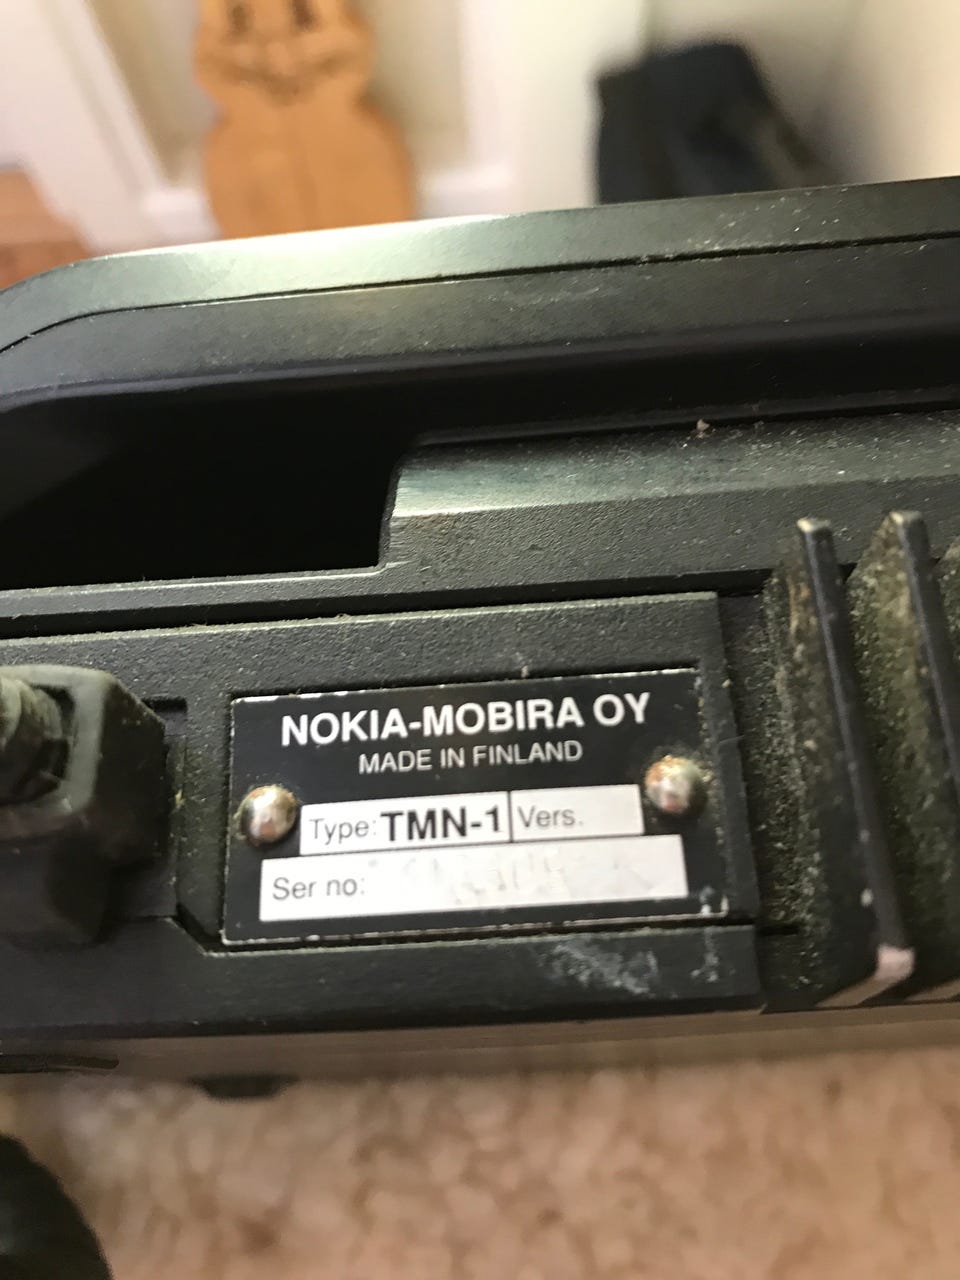 NOKIA-MOBIRA OY
MADE IN FINLAND
Type: TMN-1 Vers.
Ser no: